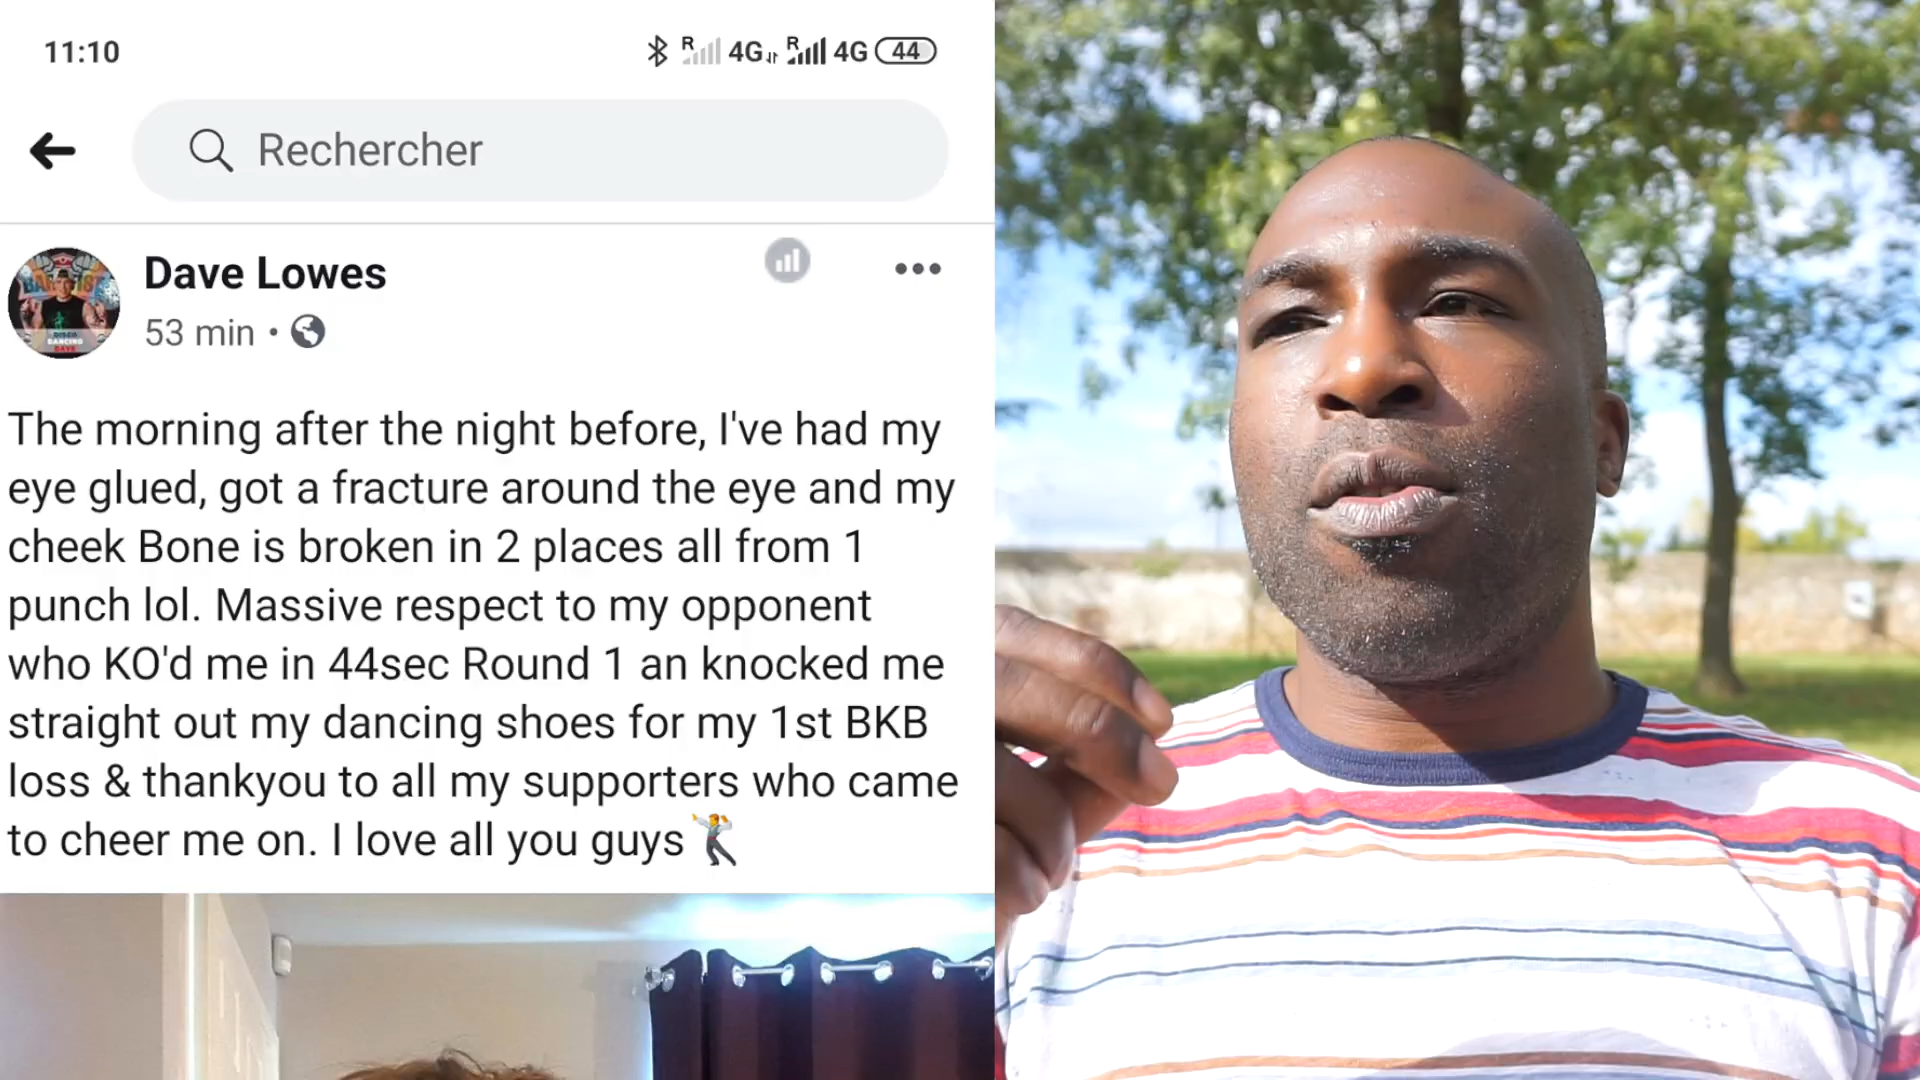 11:10
R 4G R 4G 44
Rechercher
Dave Lowes
53 min •
The morning after the night before, I've had my
eye glued, got a fracture around the eye and my
cheek Bone is broken in 2 places all from 1
punch lol. Massive respect to my opponent
who KO'd me in 44sec Round 1 an knocked me
straight out my dancing shoes for my 1st BKB
loss & thankyou to all my supporters who came
to cheer me on. I love all you guys🕺
DISCO
DANCING
DAVE